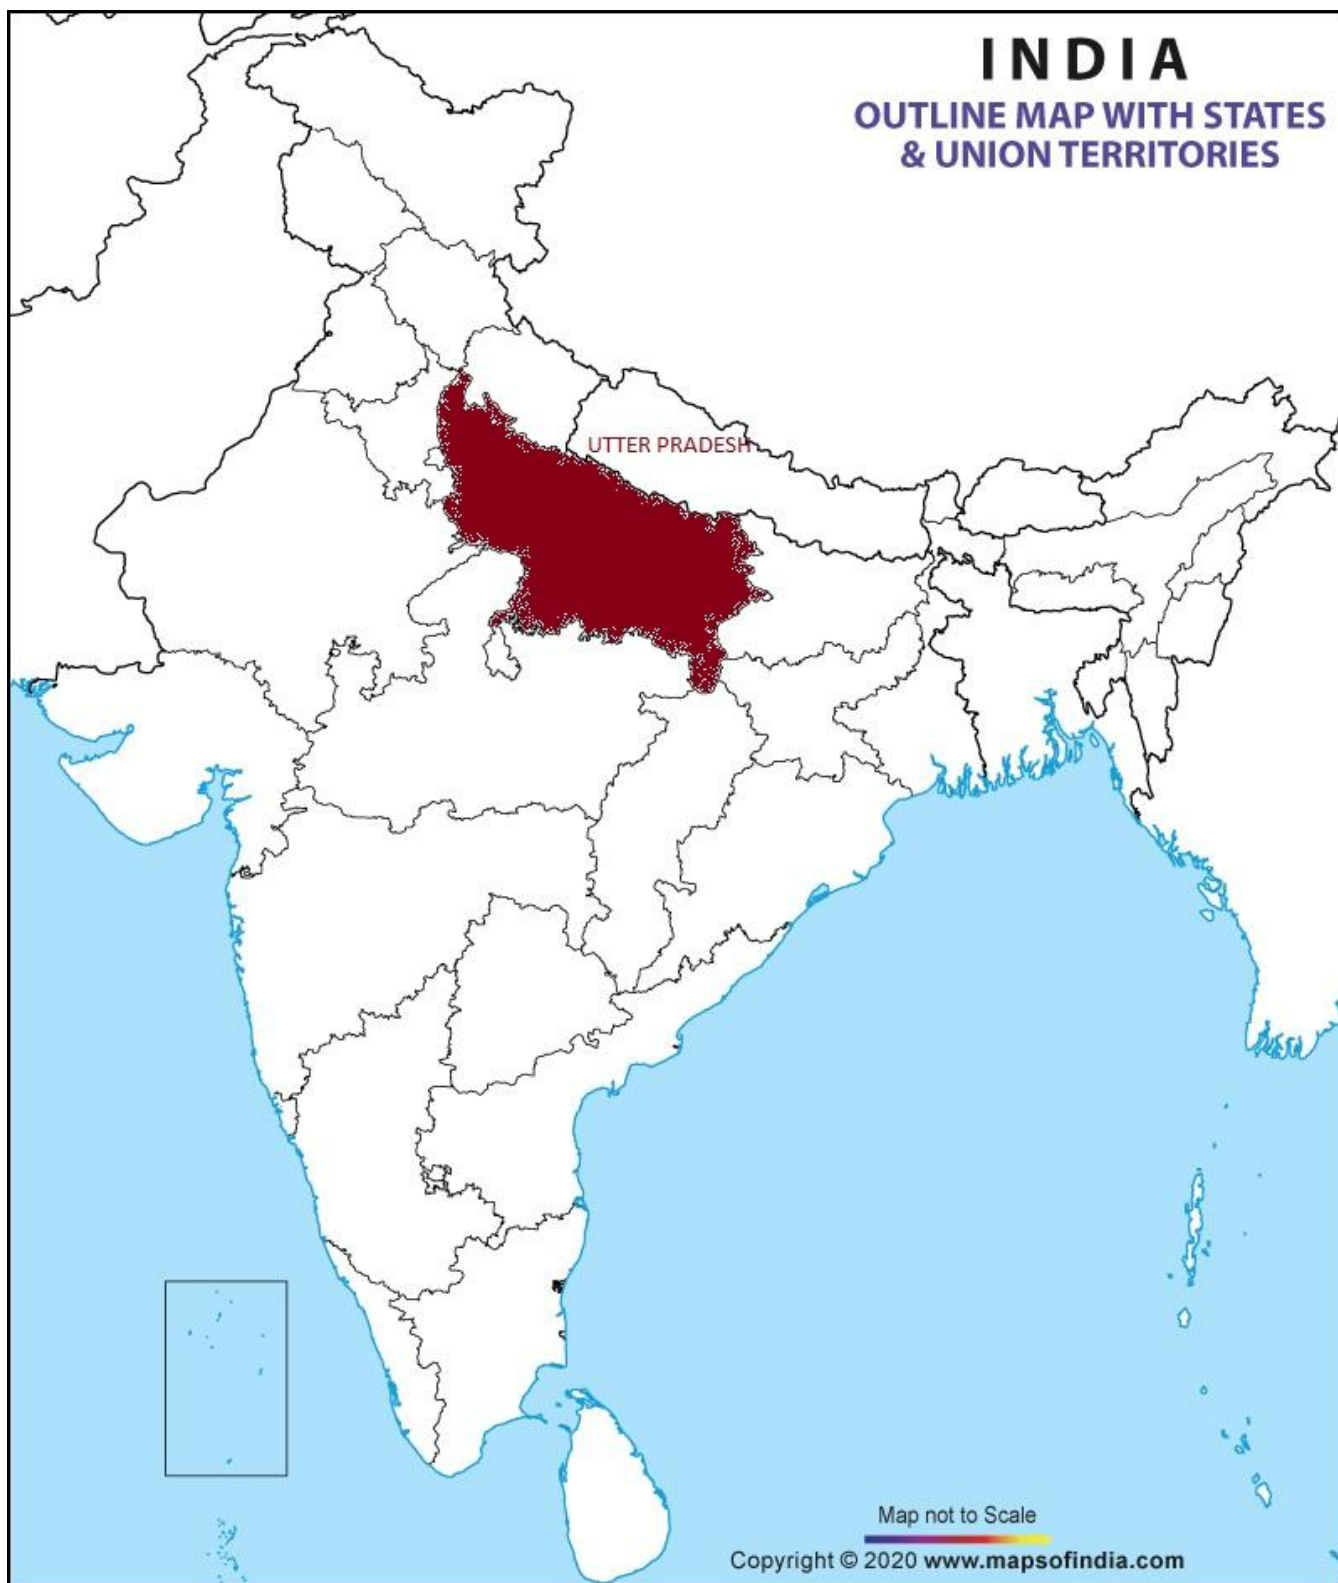 INDIA
OUTLINE MAP WITH STATES
& UNION TERRITORIES
UTTER PRADESH
Map not to Scale
Copyright © 2020 www.mapsofindia.com